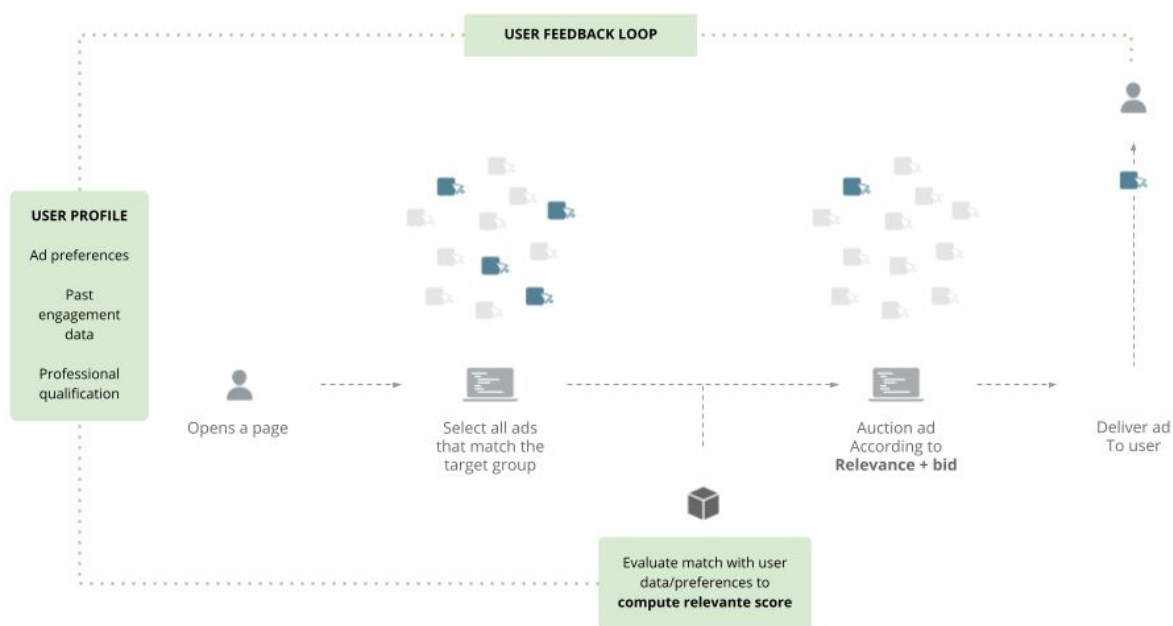 USER FEEDBACK LOOP
USER PROFILE
Ad preferences
Past
engagement
data
Professional
qualification
Opens a page
Select all ads
that match the
target group
Auction ad
According to
Relevance + bid
Deliver ad
To user
Evaluate match with user
data/preferences to
compute relevante score